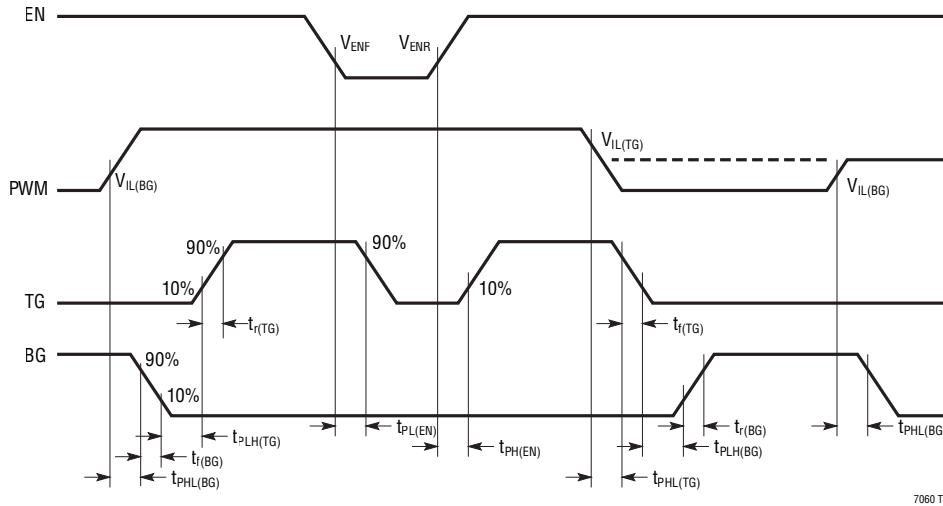 EN
V_ENF V_ENR
V_IL(TG)
PWM V_IL(BG) V_IL(BG)
90% 90%
TG 10% 10%
t_r(TG) t_f(TG)
BG 90%
10%
t_PLH(TG) t_PL(EN) t_r(BG) t_PHL(BG
t_f(BG) t_PH(EN) t_PLH(BG)
t_PHL(BG) t_PHL(TG)
7060 T